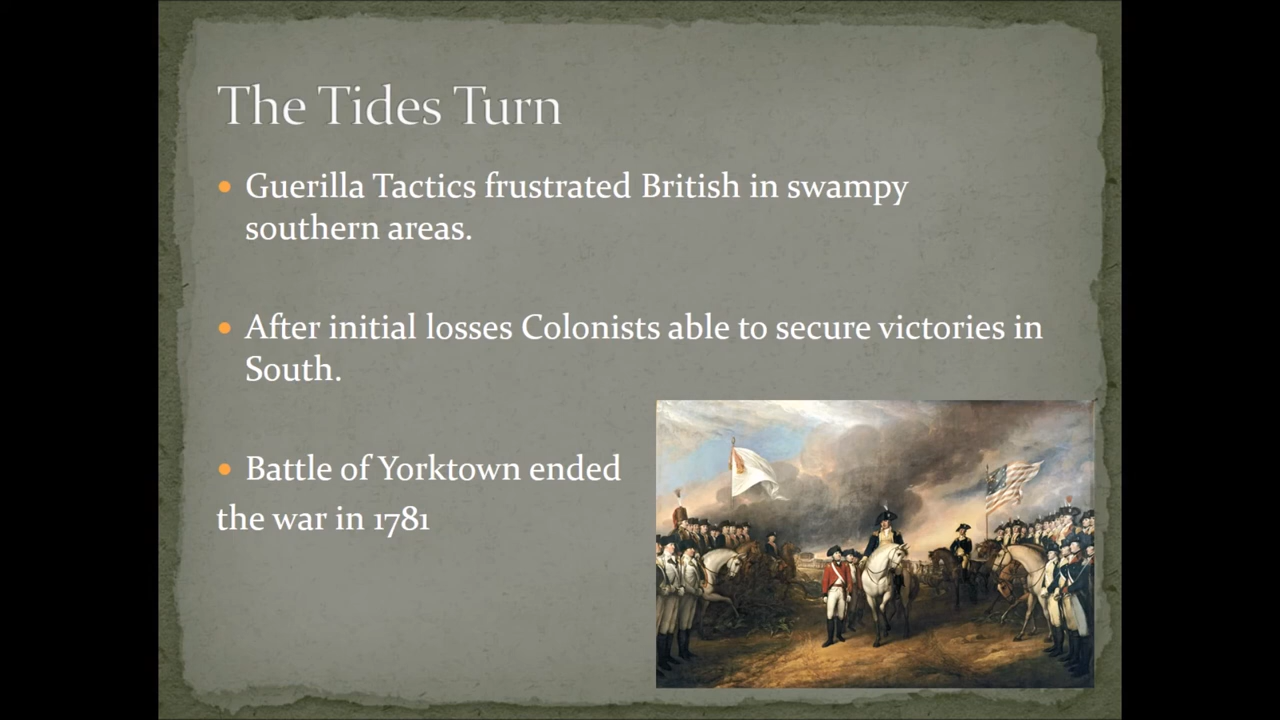 The Tides Turn
• Guerilla Tactics frustrated British in swampy
southern areas.
• After initial losses Colonists able to secure victories in
South.
• Battle of Yorktown ended
the war in 1781